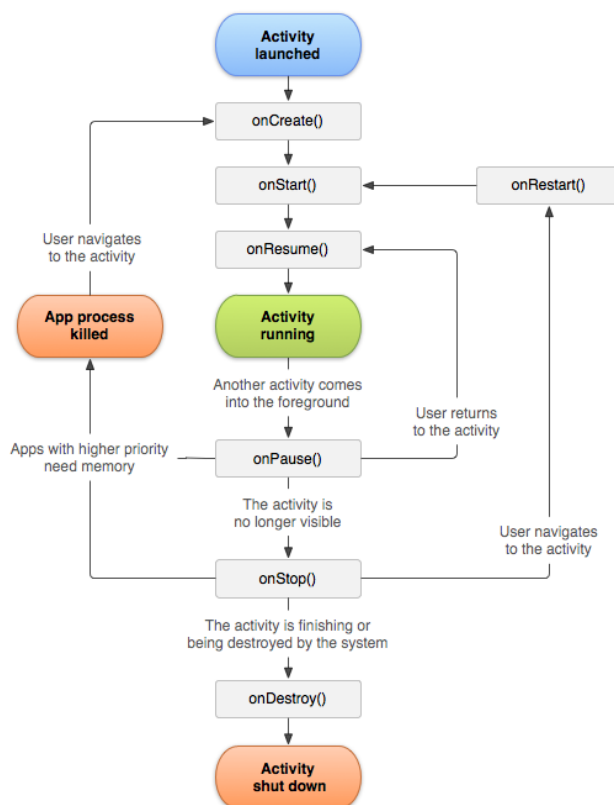 Activity
launched
onCreate()
onStart()
onRestart()
User navigates
to the activity
onResume()
App process
killed
Activity
running
Another activity comes
into the foreground
User returns
to the activity
Apps with higher priority
need memory
onPause()
The activity is
no longer visible
User navigates
to the activity
onStop()
The activity is finishing or
being destroyed by the system
onDestroy()
Activity
shut down